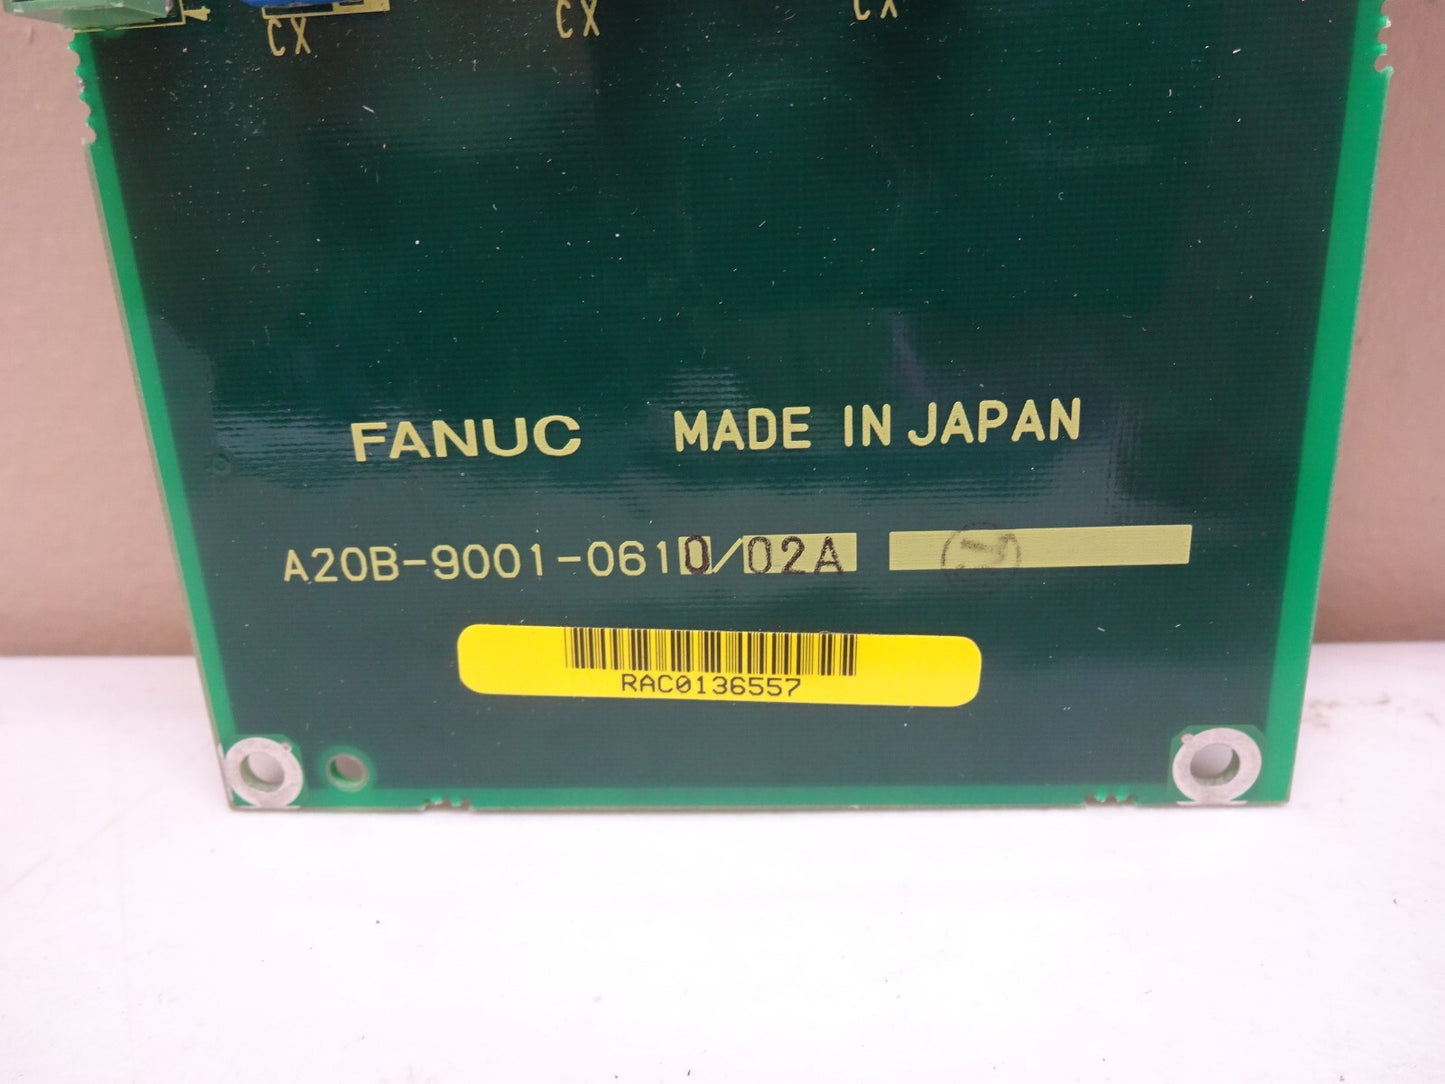 CX
CX
CX
FANUC MADE IN JAPAN
A20B-9001-0610/02A
RAC0136557